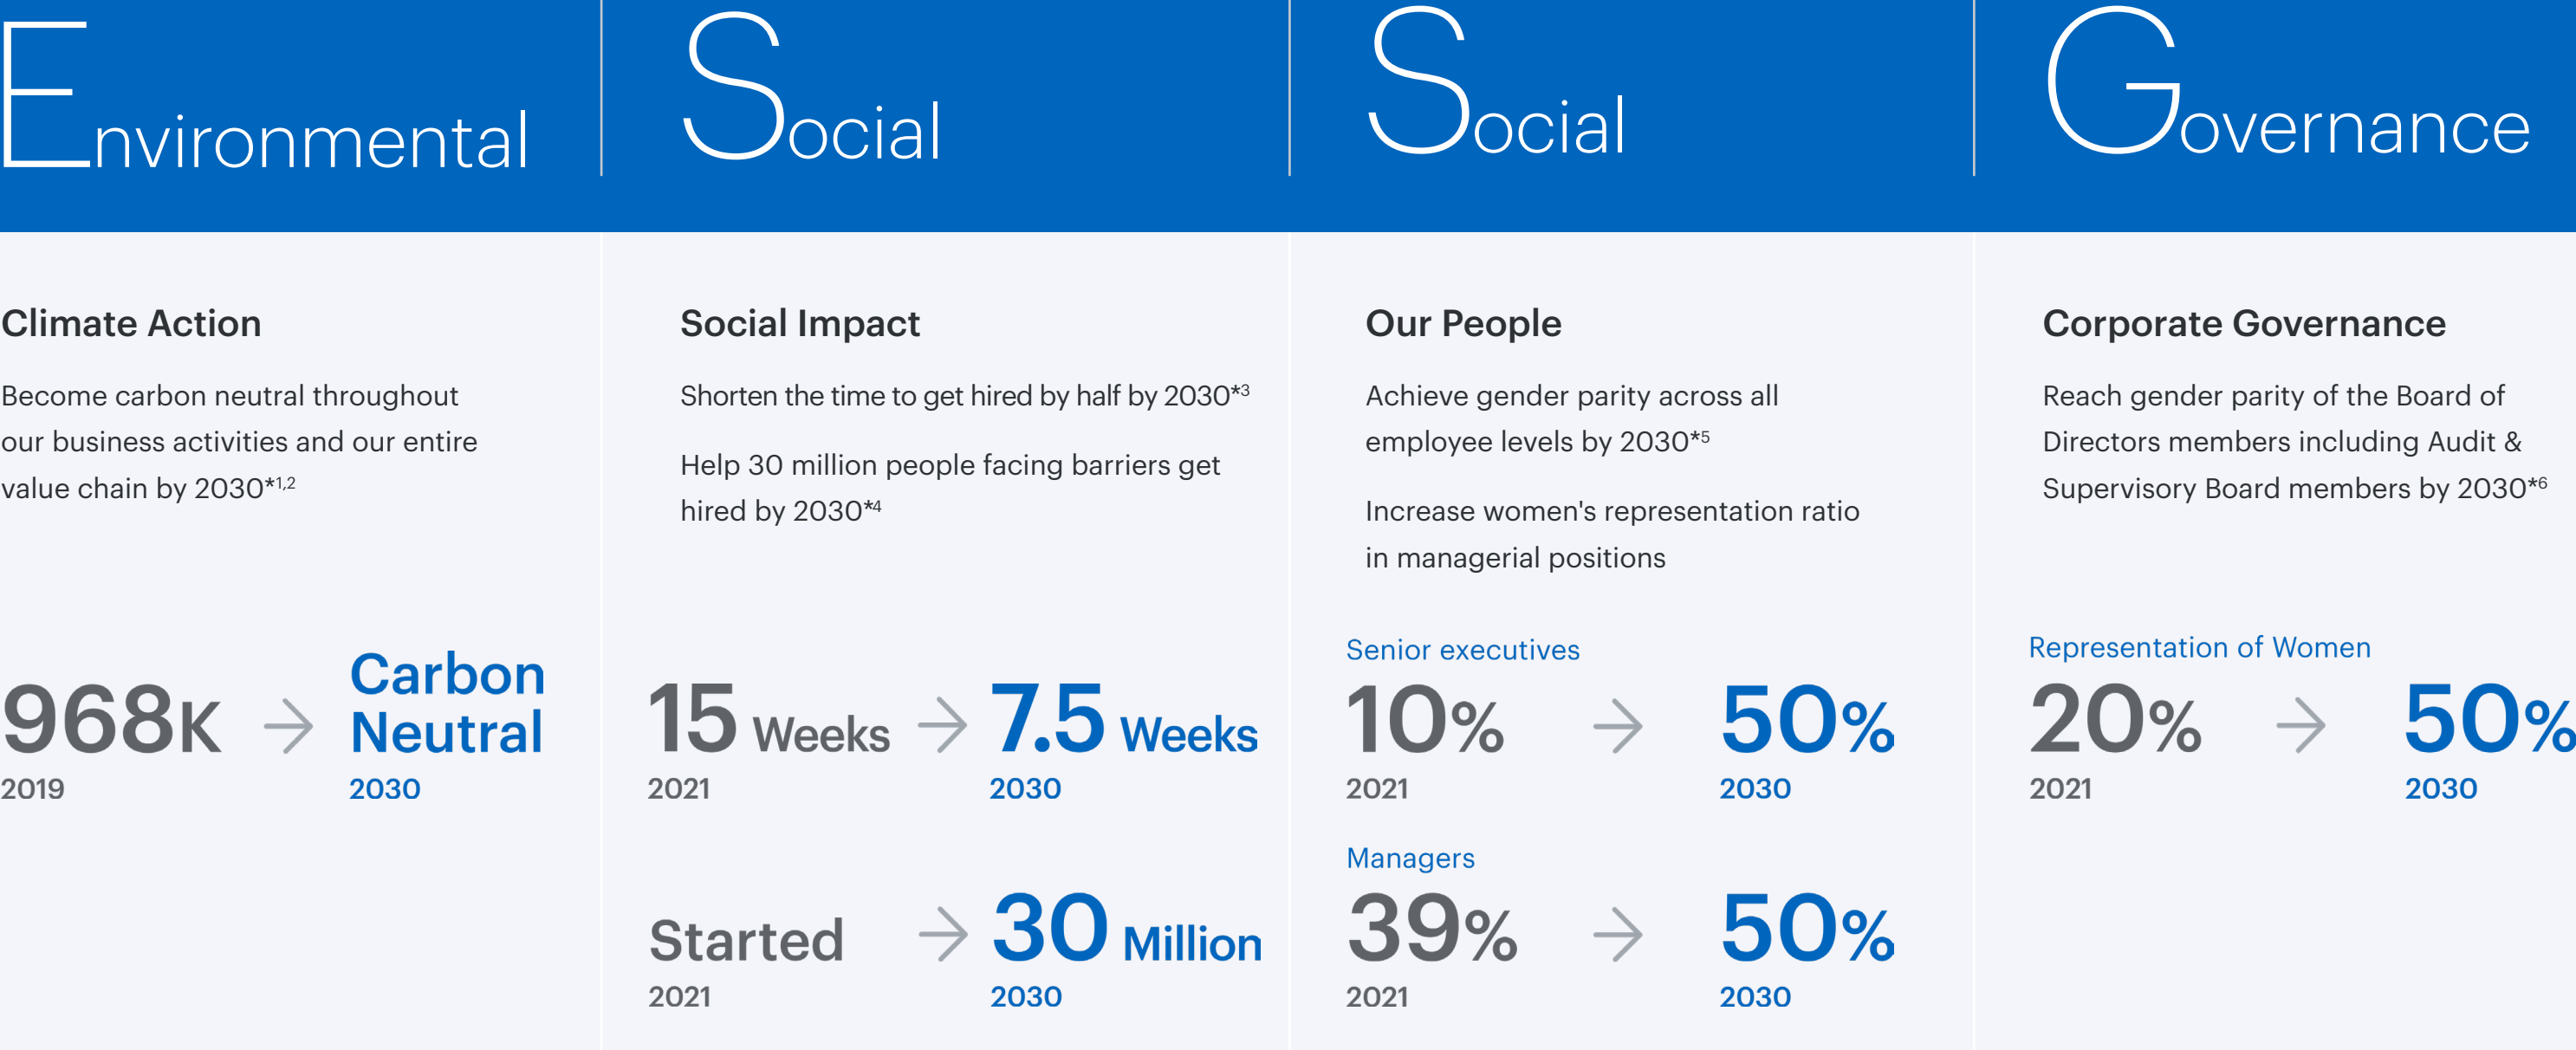 Environmental
Social
Social
Governance
Climate Action
Become carbon neutral throughout
our business activities and our entire
value chain by 2030*1,2
968K
2019
Carbon
Neutral
2030
Social Impact
Shorten the time to get hired by half by 2030*3
Help 30 million people facing barriers get
hired by 2030*4
15 Weeks
2021
7.5 Weeks
2030
Started
2021
30 Million
2030
Our People
Achieve gender parity across all
employee levels by 2030*5
Increase women's representation ratio
in managerial positions
Senior executives
10%
2021
50%
2030
Managers
39%
2021
50%
2030
Corporate Governance
Reach gender parity of the Board of
Directors members including Audit &
Supervisory Board members by 2030*6
Representation of Women
20%
2021
50%
2030